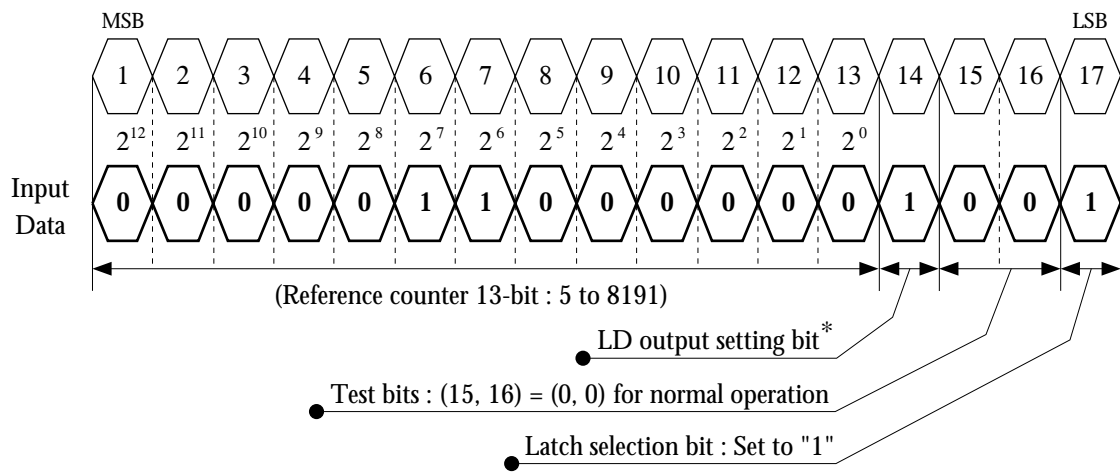 MSB LSB
1 2 3 4 5 6 7 8 9 10 11 12 13 14 15 16 17
2^12 2^11 2^10 2^9 2^8 2^7 2^6 2^5 2^4 2^3 2^2 2^1 2^0
Input
Data
0 0 0 0 0 1 1 0 0 0 0 0 0 1 0 0 1
(Reference counter 13-bit : 5 to 8191)
LD output setting bit*
Test bits : (15, 16) = (0, 0) for normal operation
Latch selection bit : Set to "1"